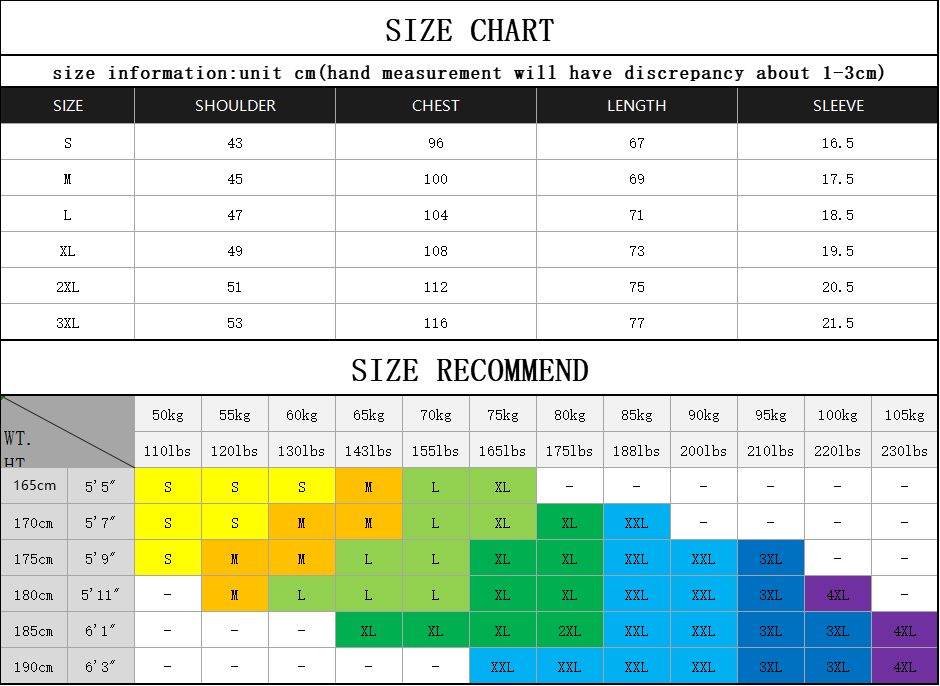 SIZE CHART
size information:unit cm(hand measurement will have discrepancy about 1-3cm)
SIZE SHOULDER CHEST LENGTH SLEEVE
S 43 96 67 16.5
M 45 100 69 17.5
L 47 104 71 18.5
XL 49 108 73 19.5
2XL 51 112 75 20.5
3XL 53 116 77 21.5
SIZE RECOMMEND
50kg 55kg 60kg 65kg 70kg 75kg 80kg 85kg 90kg 95kg 100kg 105kg
WT.
HT
110lbs 120lbs 130lbs 143lbs 155lbs 165lbs 175lbs 188lbs 200lbs 210lbs 220lbs 230lbs
165cm 5'5" S S S M L XL - - - - - -
170cm 5'7" S S M M L XL XL XXL - - - -
175cm 5'9" S M M L L XL XL XXL XXL 3XL - -
180cm 5'11" - M L L L XL XL XXL XXL 3XL 4XL -
185cm 6'1" - - - XL XL XL 2XL XXL XXL 3XL 3XL 4XL
190cm 6'3" - - - - - XXL XXL XXL XXL 3XL 3XL 4XL